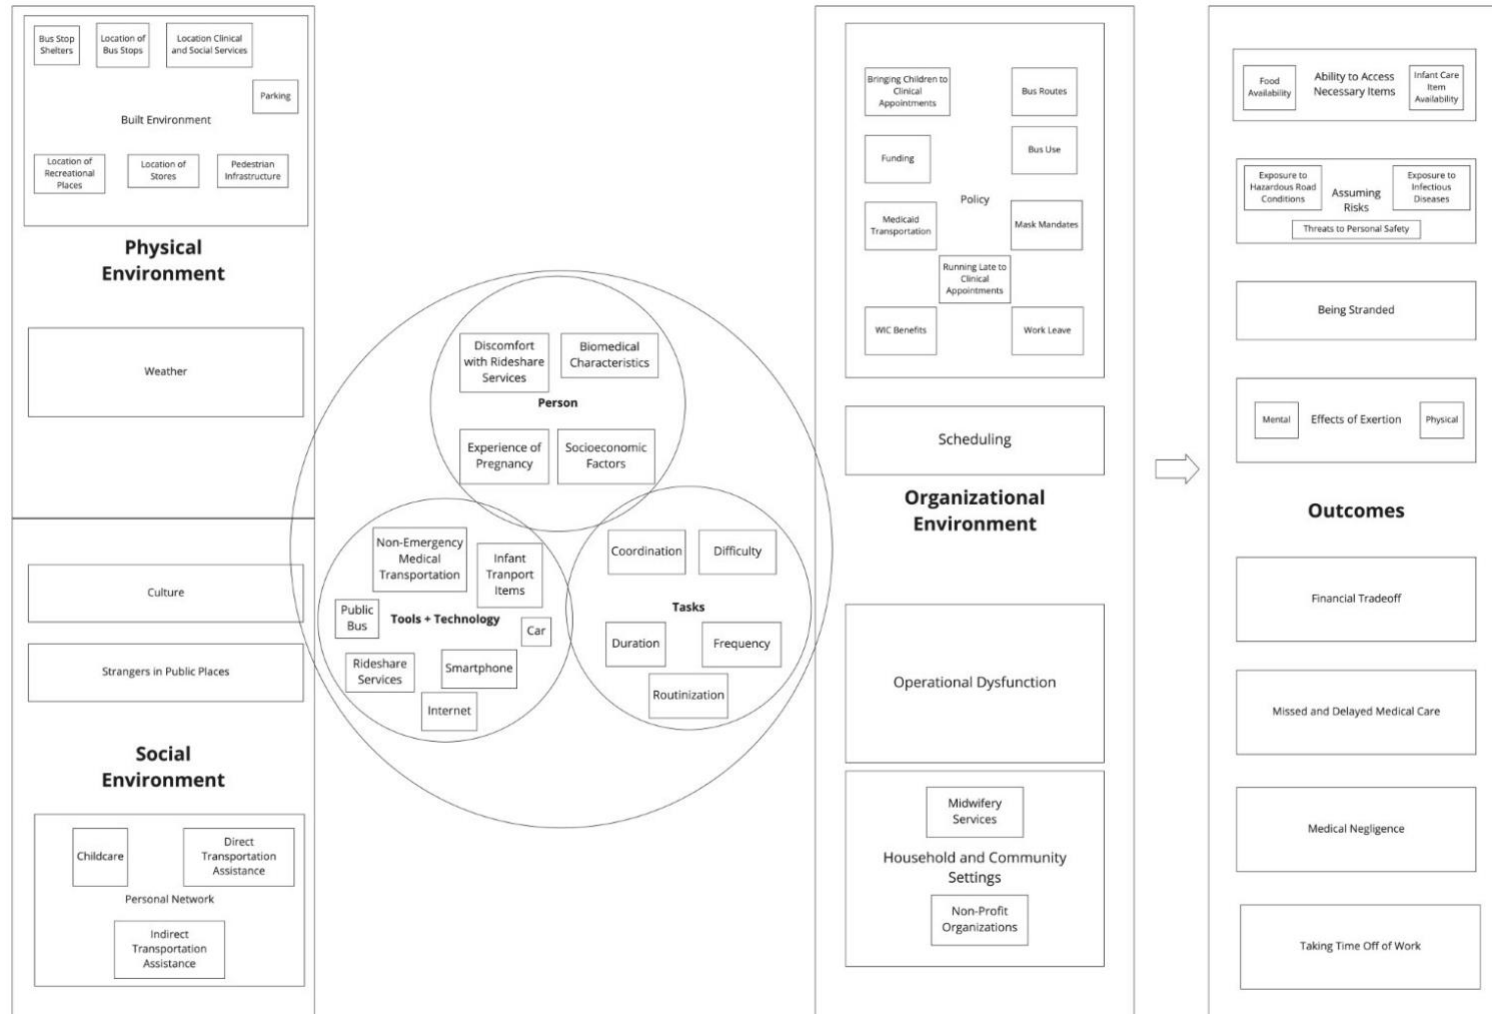 Bus Stop
Shelters
Location of
Bus Stops
Location Clinical
and Social Services
Parking
Built Environment
Location of
Recreational
Places
Location of
Stores
Pedestrian
Infrastructure
Physical
Environment
Weather
Culture
Strangers in Public Places
Social
Environment
Childcare
Direct
Transportation
Assistance
Personal Network
Indirect
Transportation
Assistance
Discomfort
with Rideshare
Services
Biomedical
Characteristics
Person
Experience of
Pregnancy
Socioeconomic
Factors
Non-Emergency
Medical
Transportation
Infant
Tranport
Items
Public
Bus
Tools + Technology
Car
Rideshare
Services
Smartphone
Internet
Coordination
Difficulty
Tasks
Duration
Frequency
Routinization
Bringing Children to
Clinical
Appointments
Bus Routes
Funding
Bus Use
Policy
Medicaid
Transportation
Mask Mandates
Running Late to
Clinical
Appointments
WIC Benefits
Work Leave
Scheduling
Organizational
Environment
Operational Dysfunction
Midwifery
Services
Household and Community
Settings
Non-Profit
Organizations
Food
Availability
Ability to Access
Necessary Items
Infant Care
Item
Availability
Exposure to
Hazardous Road
Conditions
Assuming
Risks
Exposure to
Infectious
Diseases
Threats to Personal Safety
Being Stranded
Mental
Effects of Exertion
Physical
Outcomes
Financial Tradeoff
Missed and Delayed Medical Care
Medical Negligence
Taking Time Off of Work